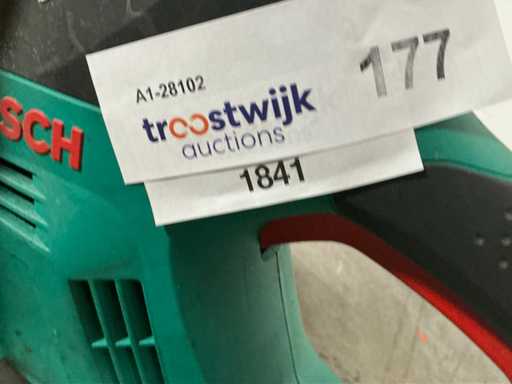 SCH
A1-28102
177
troostwijk
auctions
1841